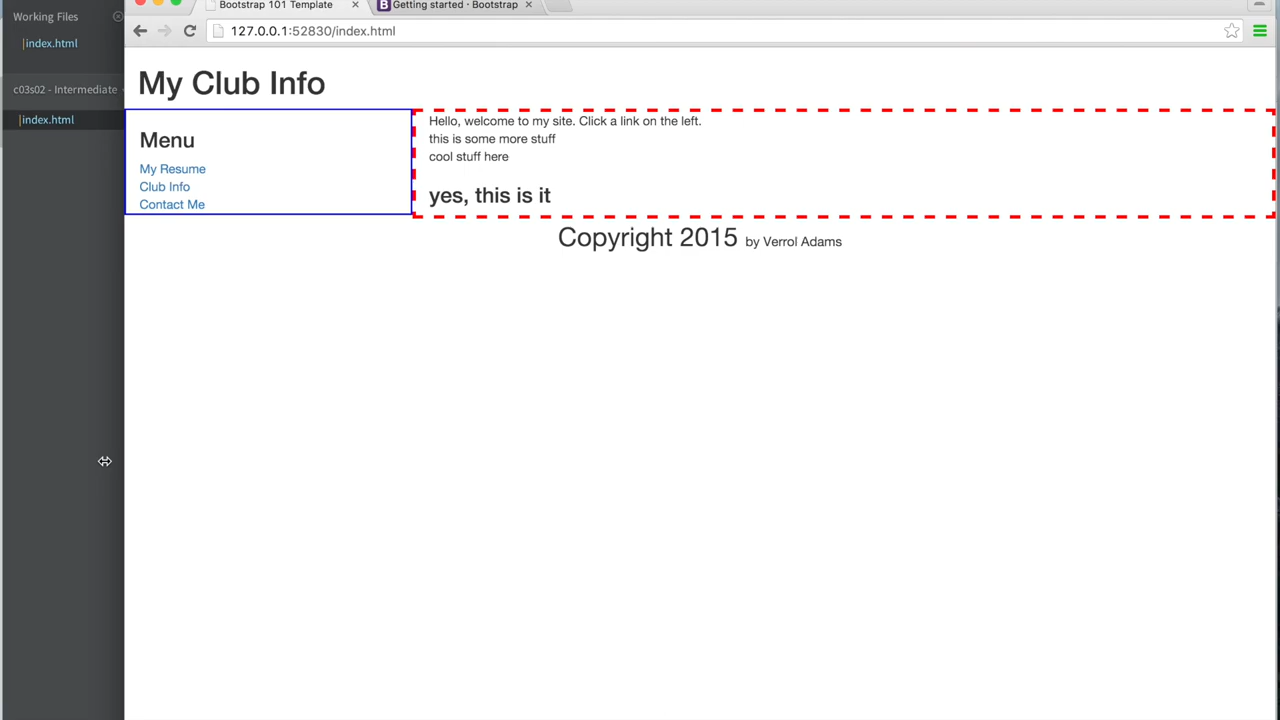 Working Files
index.html
c03s02 - Intermediate
index.html
Bootstrap 101 Template
Getting started · Bootstrap
127.0.0.1:52830/index.html
My Club Info
Menu
My Resume
Club Info
Contact Me
Hello, welcome to my site. Click a link on the left.
this is some more stuff
cool stuff here
yes, this is it
Copyright 2015 by Verrol Adams